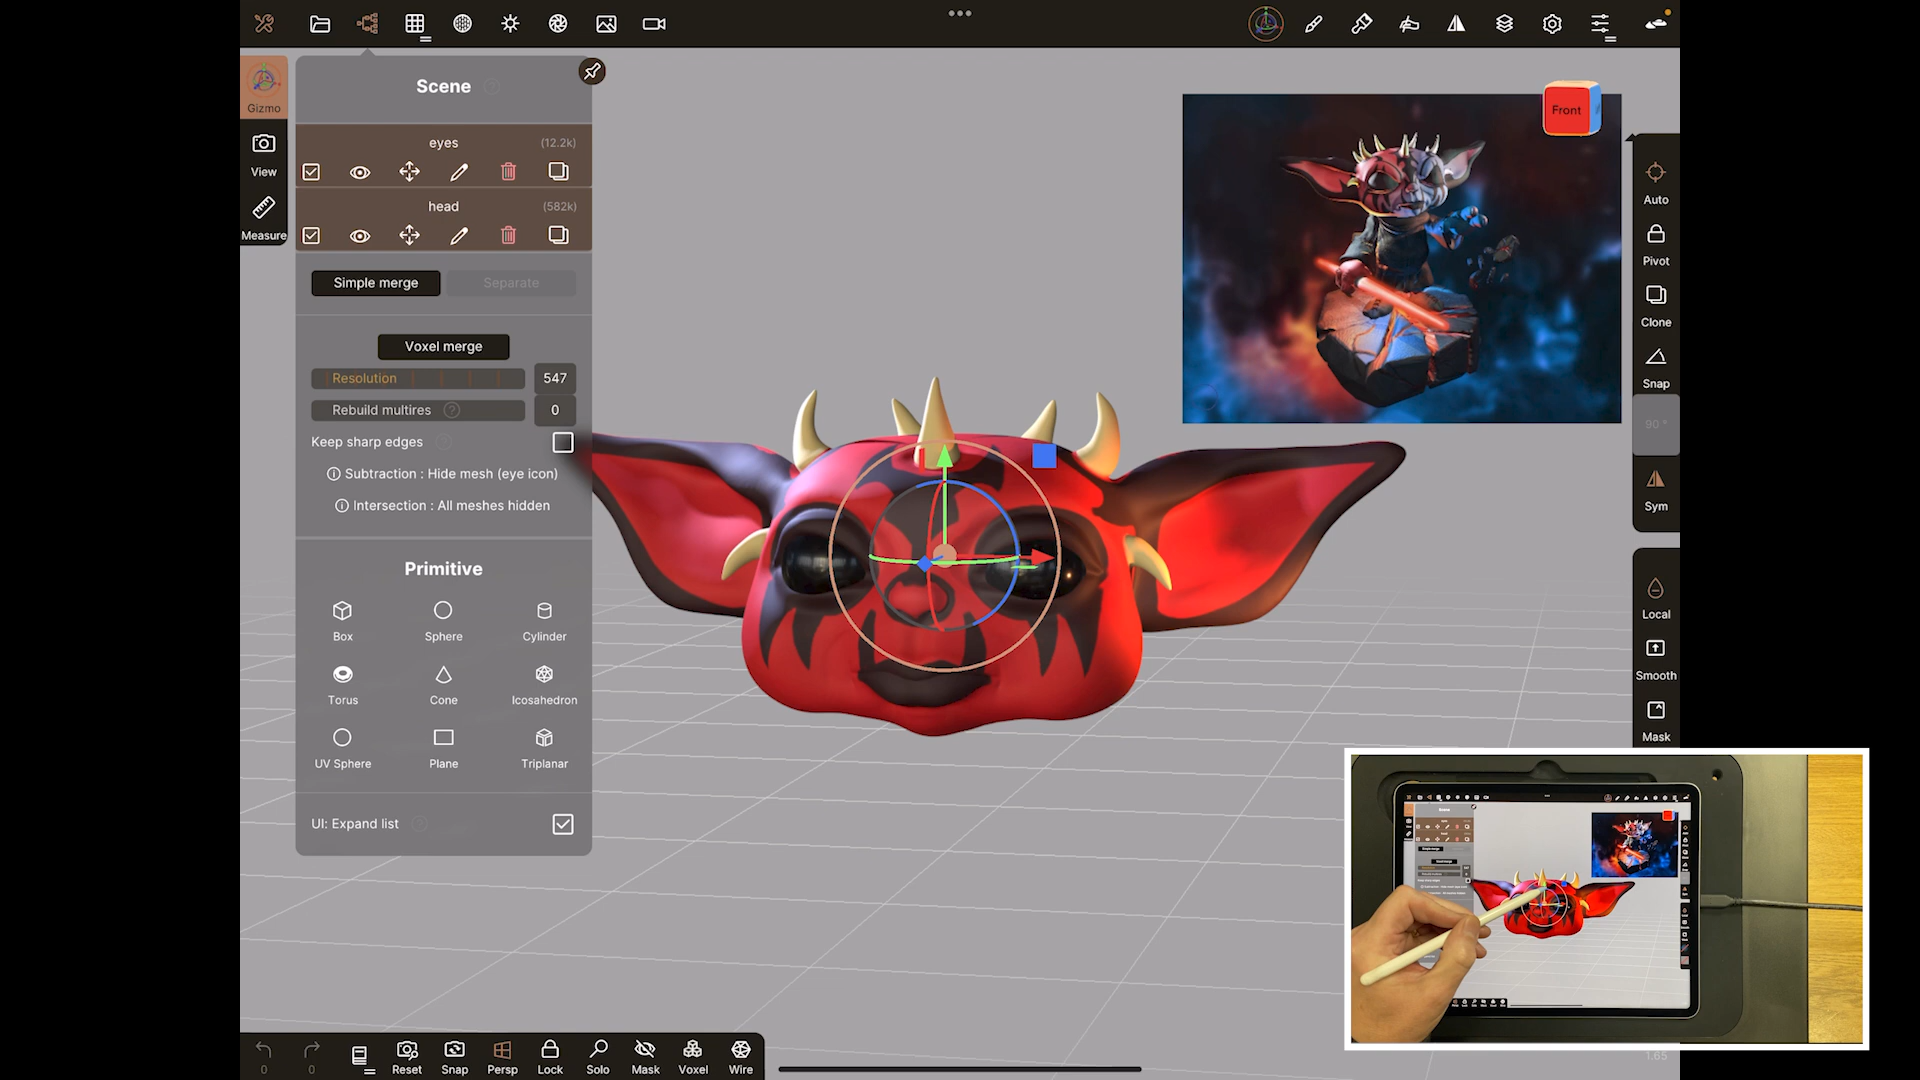 Scene
Gizmo
View
Measure
eyes (12.2k)
head (582k)
Simple merge Separate
Voxel merge
Resolution 547
Rebuild multires ? 0
Keep sharp edges
Subtraction : Hide mesh (eye icon)
Intersection : All meshes hidden
Primitive
Box Sphere Cylinder
Torus Cone Icosahedron
UV Sphere Plane Triplanar
UI: Expand list
Front
Auto
Pivot
Clone
Snap
90 °
Sym
Local
Smooth
Mask
0 0 Reset Snap Persp Lock Solo Mask Voxel Wire
1.65